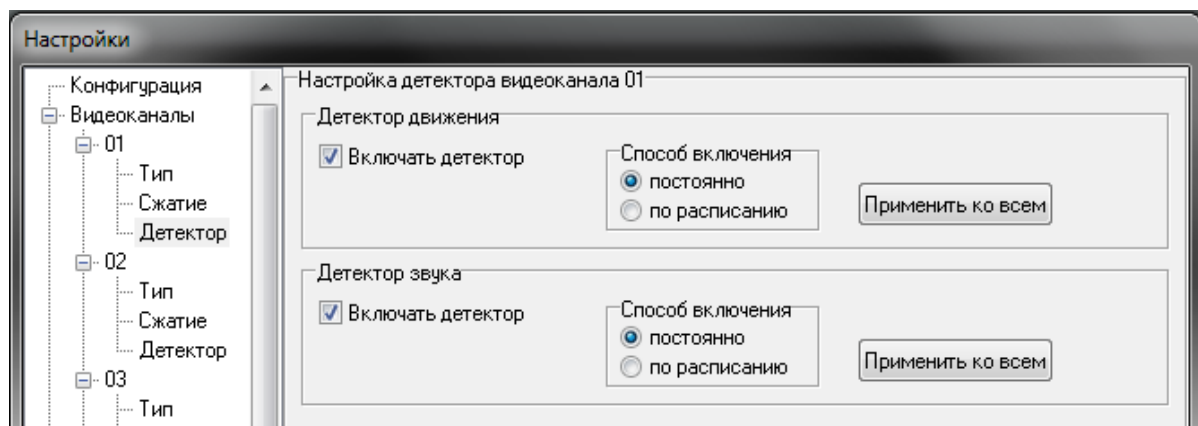 Настройки
Конфигурация
Видеоканалы
01
Тип
Сжатие
Детектор
02
Тип
Сжатие
Детектор
03
Тип
Настройка детектора видеоканала 01
Детектор движения
Включать детектор
Способ включения
постоянно
по расписанию
Применить ко всем
Детектор звука
Включать детектор
Способ включения
постоянно
по расписанию
Применить ко всем